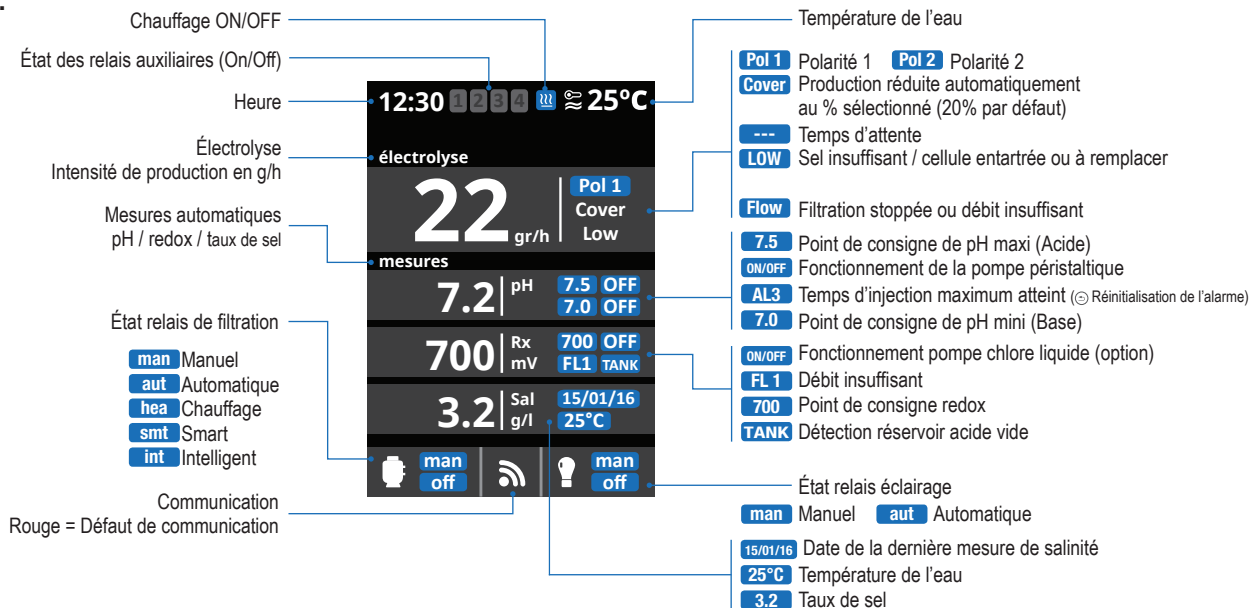 Chauffage ON/OFF
État des relais auxiliaires (On/Off)
Heure
Électrolyse
Intensité de production en g/h
Mesures automatiques
pH / redox / taux de sel
État relais de filtration
man Manuel
aut Automatique
hea Chauffage
smt Smart
int Intelligent
Communication
Rouge = Défaut de communication
12:30 1 2 3 4 25°C
électrolyse
22 gr/h
Pol 1
Cover
Low
mesures
7.2 pH 7.5 OFF
7.0 OFF
700 Rx mV 700 OFF
FL1 TANK
3.2 Sal g/l 15/01/16
25°C
man
off
man
off
Température de l'eau
Pol 1 Polarité 1 Pol 2 Polarité 2
Cover Production réduite automatiquement
au % sélectionné (20% par défaut)
--- Temps d'attente
LOW Sel insuffisant / cellule entartrée ou à remplacer
Flow Filtration stoppée ou débit insuffisant
7.5 Point de consigne de pH maxi (Acide)
ON/OFF Fonctionnement de la pompe péristaltique
AL3 Temps d'injection maximum atteint (⊝ Réinitialisation de l'alarme)
7.0 Point de consigne de pH mini (Base)
ON/OFF Fonctionnement pompe chlore liquide (option)
FL 1 Débit insuffisant
700 Point de consigne redox
TANK Détection réservoir acide vide
État relais éclairage
man Manuel aut Automatique
15/01/16 Date de la dernière mesure de salinité
25°C Température de l'eau
3.2 Taux de sel